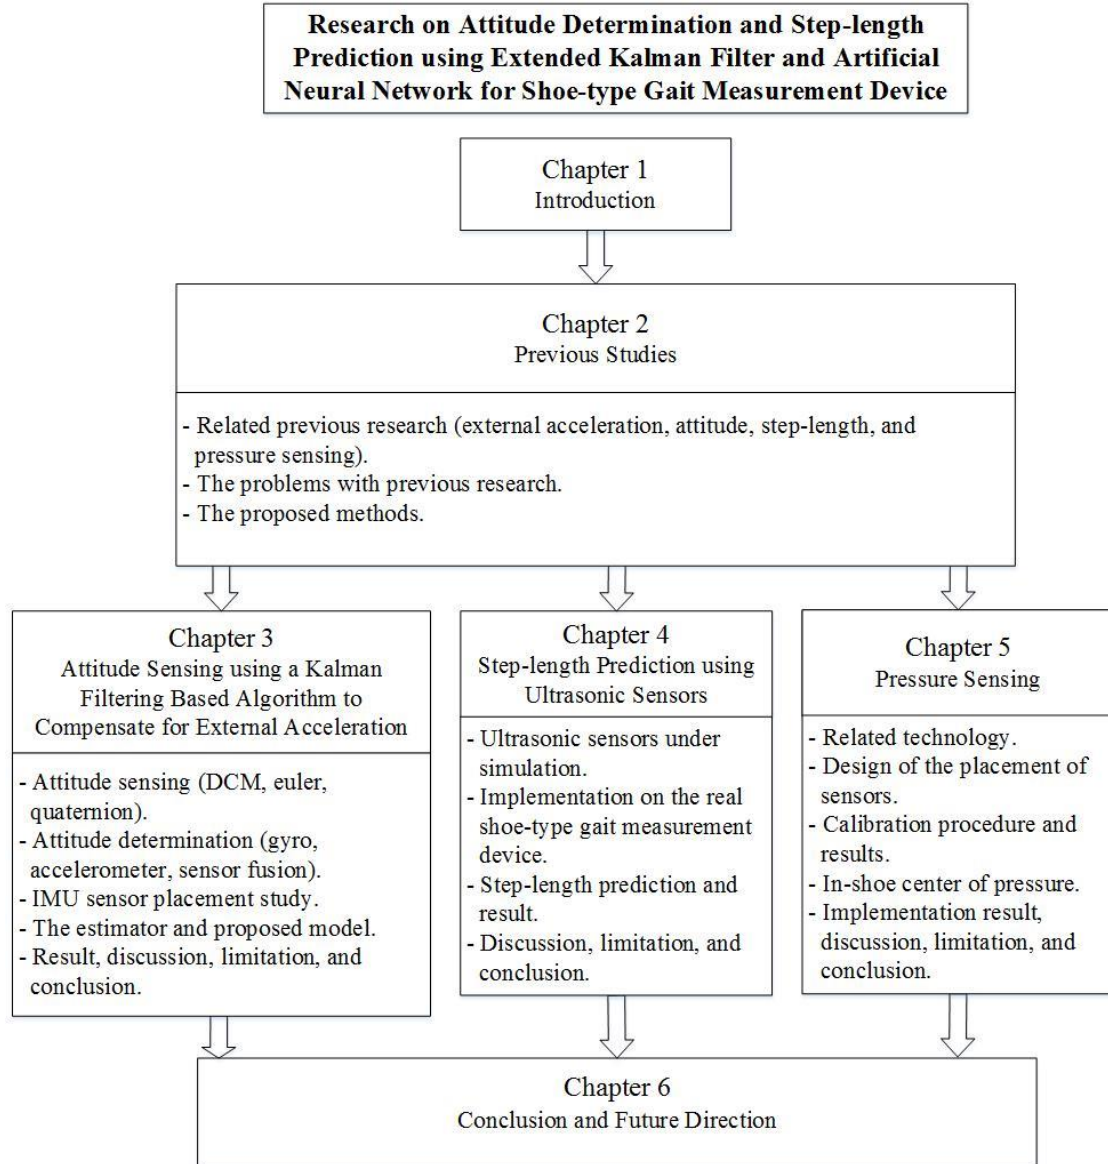 Research on Attitude Determination and Step-length
Prediction using Extended Kalman Filter and Artificial
Neural Network for Shoe-type Gait Measurement Device
Chapter 1
Introduction
Chapter 2
Previous Studies
- Related previous research (external acceleration, attitude, step-length, and
pressure sensing).
- The problems with previous research.
- The proposed methods.
Chapter 3
Attitude Sensing using a Kalman
Filtering Based Algorithm to
Compensate for External Acceleration
- Attitude sensing (DCM, euler,
quaternion).
- Attitude determination (gyro,
accelerometer, sensor fusion).
- IMU sensor placement study.
- The estimator and proposed model.
- Result, discussion, limitation, and
conclusion.
Chapter 4
Step-length Prediction using
Ultrasonic Sensors
- Ultrasonic sensors under
simulation.
- Implementation on the real
shoe-type gait measurement
device.
- Step-length prediction and
result.
- Discussion, limitation, and
conclusion.
Chapter 5
Pressure Sensing
- Related technology.
- Design of the placement of
sensors.
- Calibration procedure and
results.
- In-shoe center of pressure.
- Implementation result,
discussion, limitation, and
conclusion.
Chapter 6
Conclusion and Future Direction